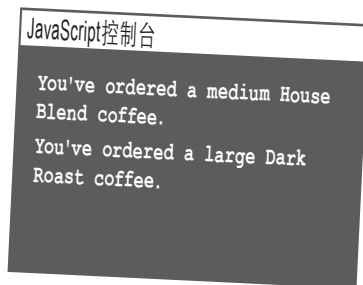 JavaScript控制台
You've ordered a medium House
Blend coffee.
You've ordered a large Dark
Roast coffee.